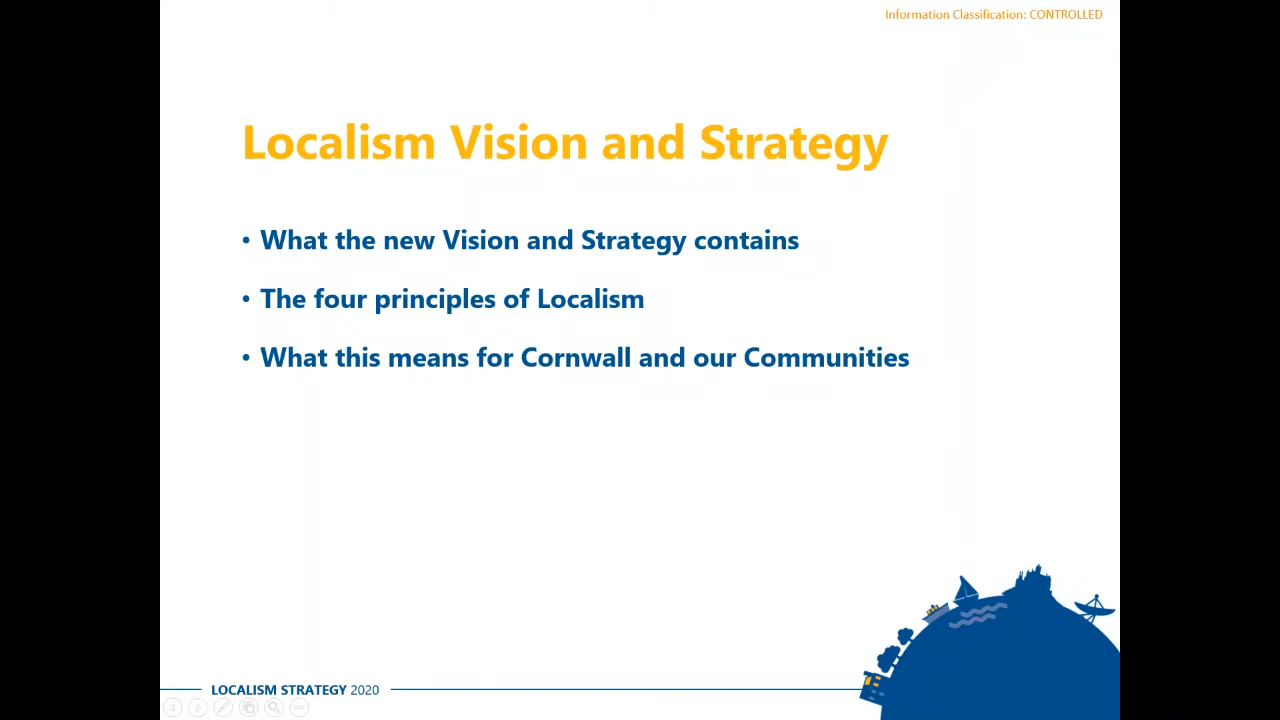 Information Classification: CONTROLLED
Localism Vision and Strategy
• What the new Vision and Strategy contains
• The four principles of Localism
• What this means for Cornwall and our Communities
LOCALISM STRATEGY 2020